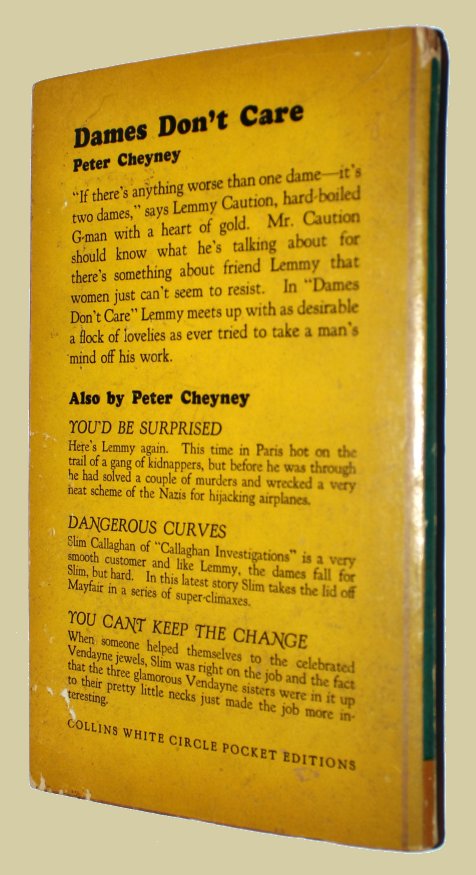 Dames Don't Care
Peter Cheyney
"If there's anything worse than one dame—it's
two dames," says Lemmy Caution, hard-boiled
G-man with a heart of gold. Mr. Caution
should know what he's talking about for
there's something about friend Lemmy that
women just can't seem to resist. In "Dames
Don't Care" Lemmy meets up with as desirable
a flock of lovelies as ever tried to take a man's
mind off his work.
Also by Peter Cheyney
YOU'D BE SURPRISED
Here's Lemmy again. This time in Paris hot on the
trail of a gang of kidnappers, but before he was through
he had solved a couple of murders and wrecked a very
neat scheme of the Nazis for hijacking airplanes.
DANGEROUS CURVES
Slim Callaghan of "Callaghan Investigations" is a very
smooth customer and like Lemmy, the dames fall for
Slim, but hard. In this latest story Slim takes the lid off
Mayfair in a series of super-climaxes.
YOU CAN'T KEEP THE CHANGE
When someone helped themselves to the celebrated
Vendayne jewels, Slim was right on the job and the fact
that the three glamorous Vendayne sisters were in it up
to their pretty little necks just made the job more in-
teresting.
COLLINS WHITE CIRCLE POCKET EDITIONS